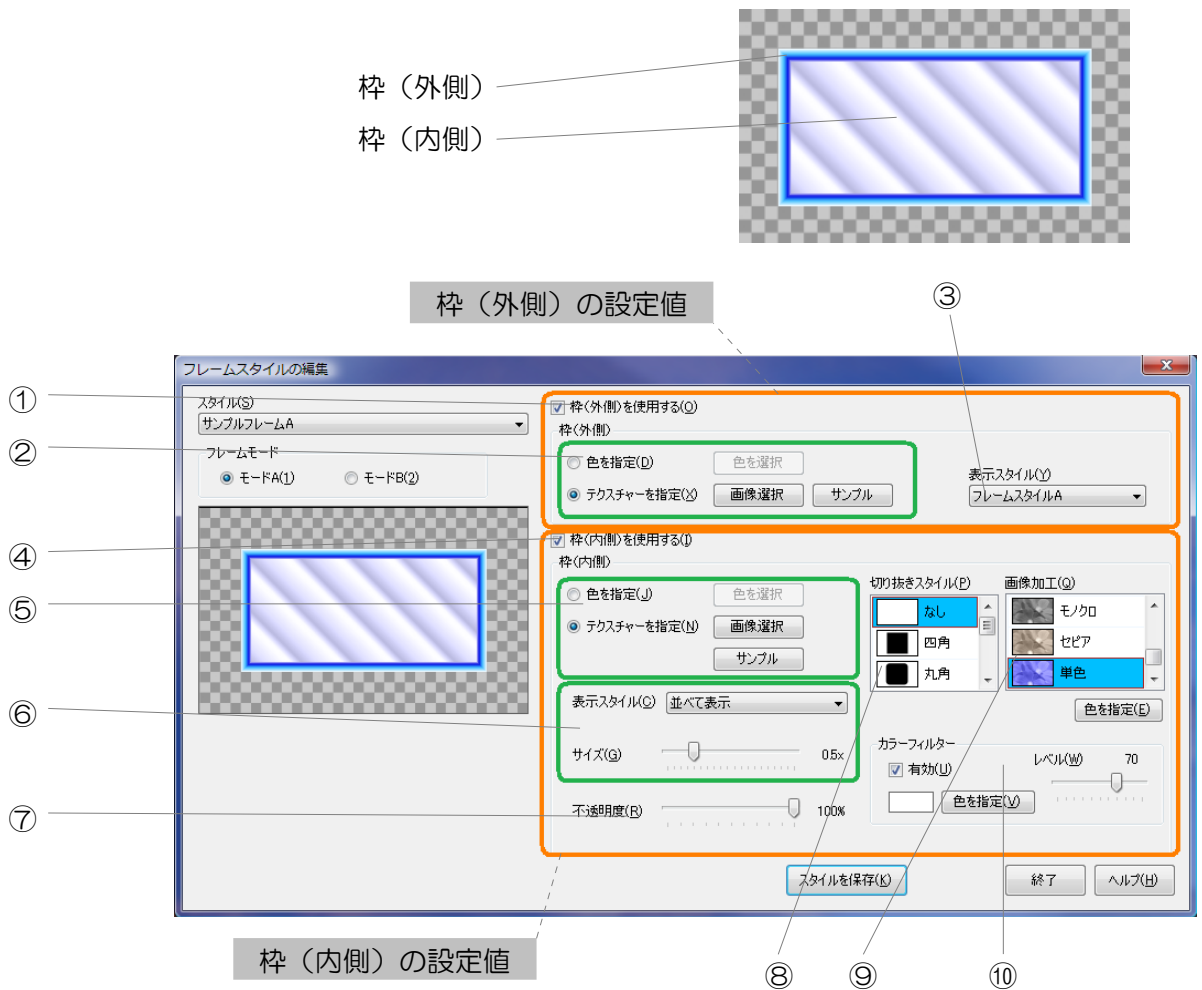 枠（外側）
枠（内側）
枠（外側）の設定値
③
フレームスタイルの編集
①
スタイル(S)
サンプルフレームA
フレームモード
モードA(1)
モードB(2)
②
枠(外側)を使用する(O)
枠(外側)
色を指定(D)
色を選択
テクスチャーを指定(X)
画像選択
サンプル
表示スタイル(Y)
フレームスタイルA
④
枠(内側)を使用する(I)
枠(内側)
⑤
色を指定(J)
色を選択
テクスチャーを指定(N)
画像選択
サンプル
切り抜きスタイル(P)
なし
四角
丸角
画像加工(Q)
モノクロ
セピア
単色
色を指定(E)
⑥
表示スタイル(C)
並べて表示
サイズ(G)
0.5x
カラーフィルター
有効(U)
レベル(W)
70
色を指定(V)
⑦
不透明度(R)
100%
スタイルを保存(K)
終了
ヘルプ(H)
枠（内側）の設定値
⑧
⑨
⑩